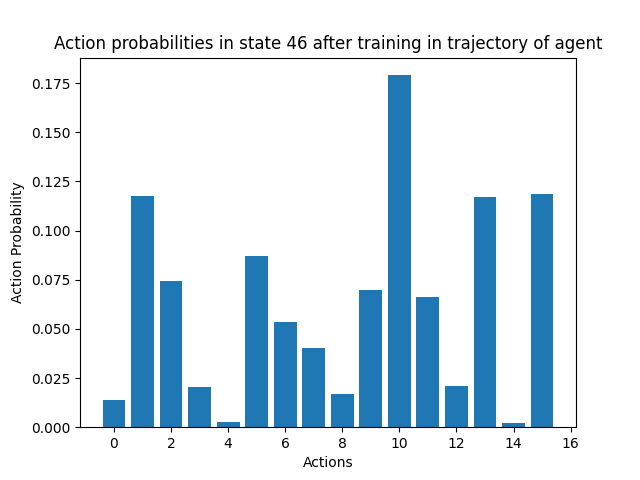 Action probabilities in state 46 after training in trajectory of agent
0.175
0.150
0.125
0.100
0.075
0.050
0.025
0.000
Action Probability
0 2 4 6 8 10 12 14 16
Actions